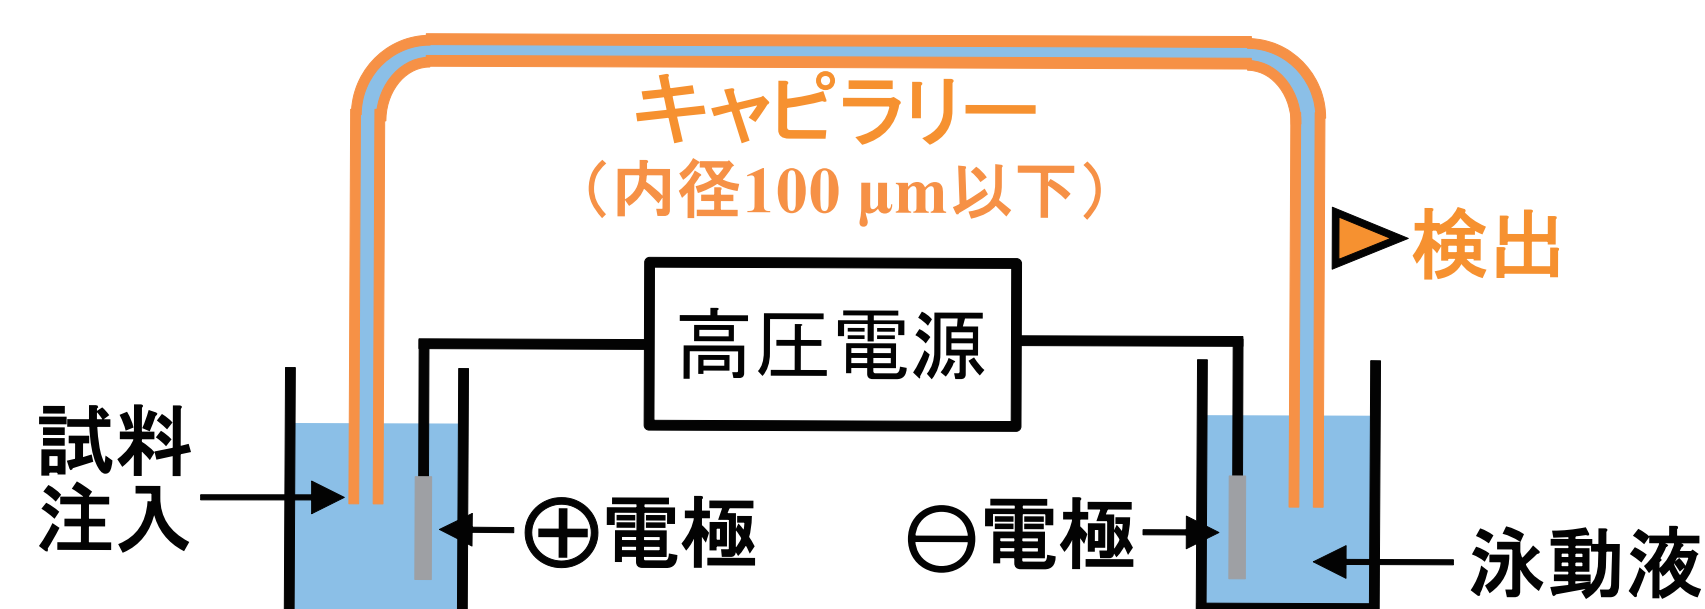 キャピラリー
（内径100 μm以下）
検出
高圧電源
試料
注入
⊕電極
⊖電極
泳動液